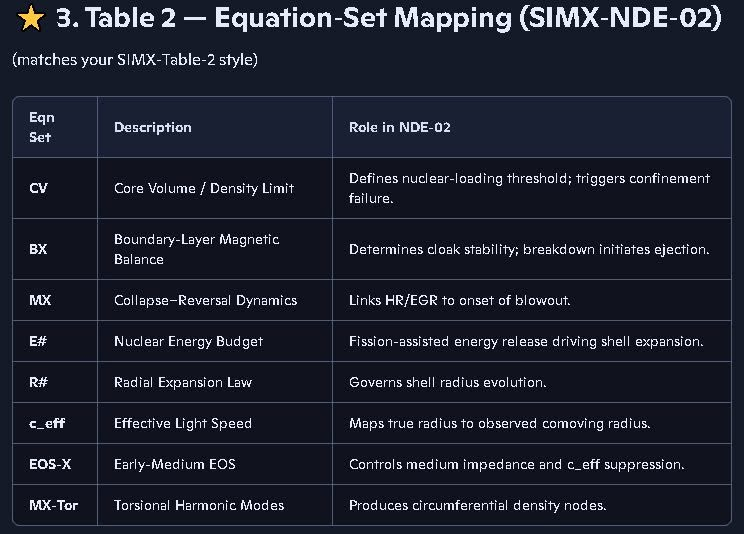 ⭐ 3. Table 2 — Equation-Set Mapping (SIMX-NDE-02)
(matches your SIMX-Table-2 style)
Eqn
Set
Description
Role in NDE-02
CV
Core Volume / Density Limit
Defines nuclear-loading threshold; triggers confinement
failure.
BX
Boundary-Layer Magnetic
Balance
Determines cloak stability; breakdown initiates ejection.
MX
Collapse–Reversal Dynamics
Links HR/EGR to onset of blowout.
E#
Nuclear Energy Budget
Fission-assisted energy release driving shell expansion.
R#
Radial Expansion Law
Governs shell radius evolution.
c_eff
Effective Light Speed
Maps true radius to observed comoving radius.
EOS-X
Early-Medium EOS
Controls medium impedance and c_eff suppression.
MX-Tor
Torsional Harmonic Modes
Produces circumferential density nodes.